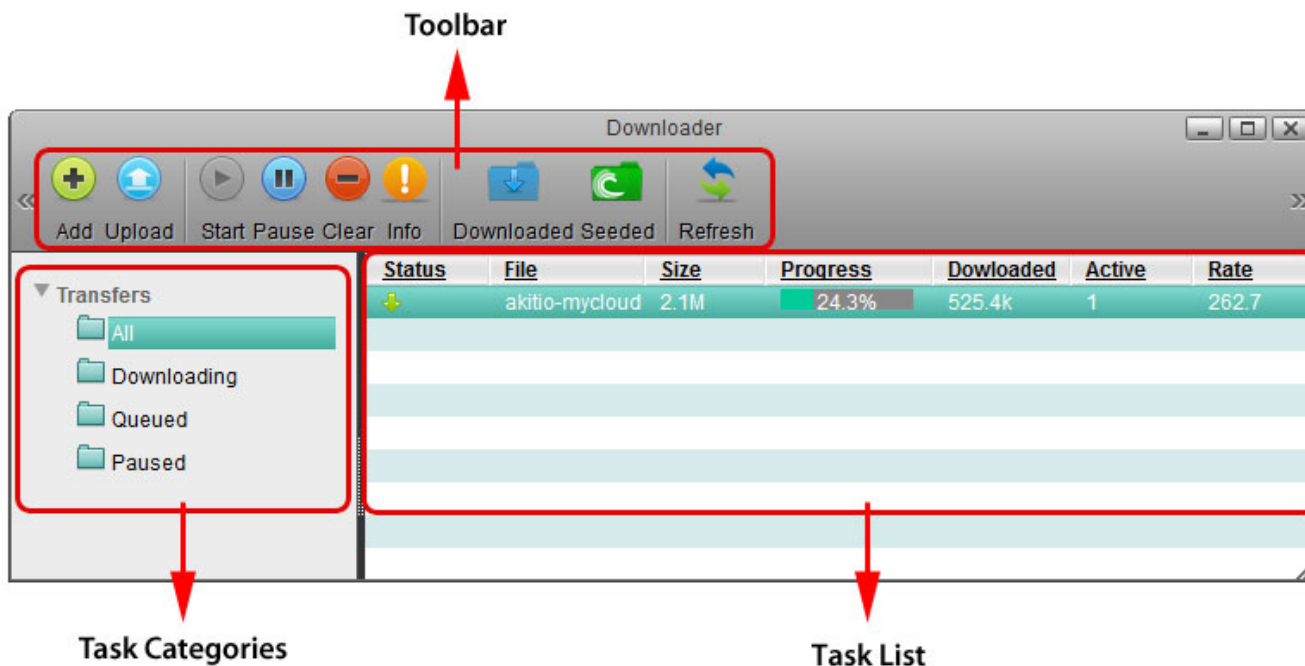 Toolbar
Downloader
Add Upload Start Pause Clear Info Downloaded Seeded Refresh
Transfers
All
Downloading
Queued
Paused
Status File Size Progress Dowloaded Active Rate
akitio-mycloud 2.1M 24.3% 525.4k 1 262.7
Task Categories
Task List